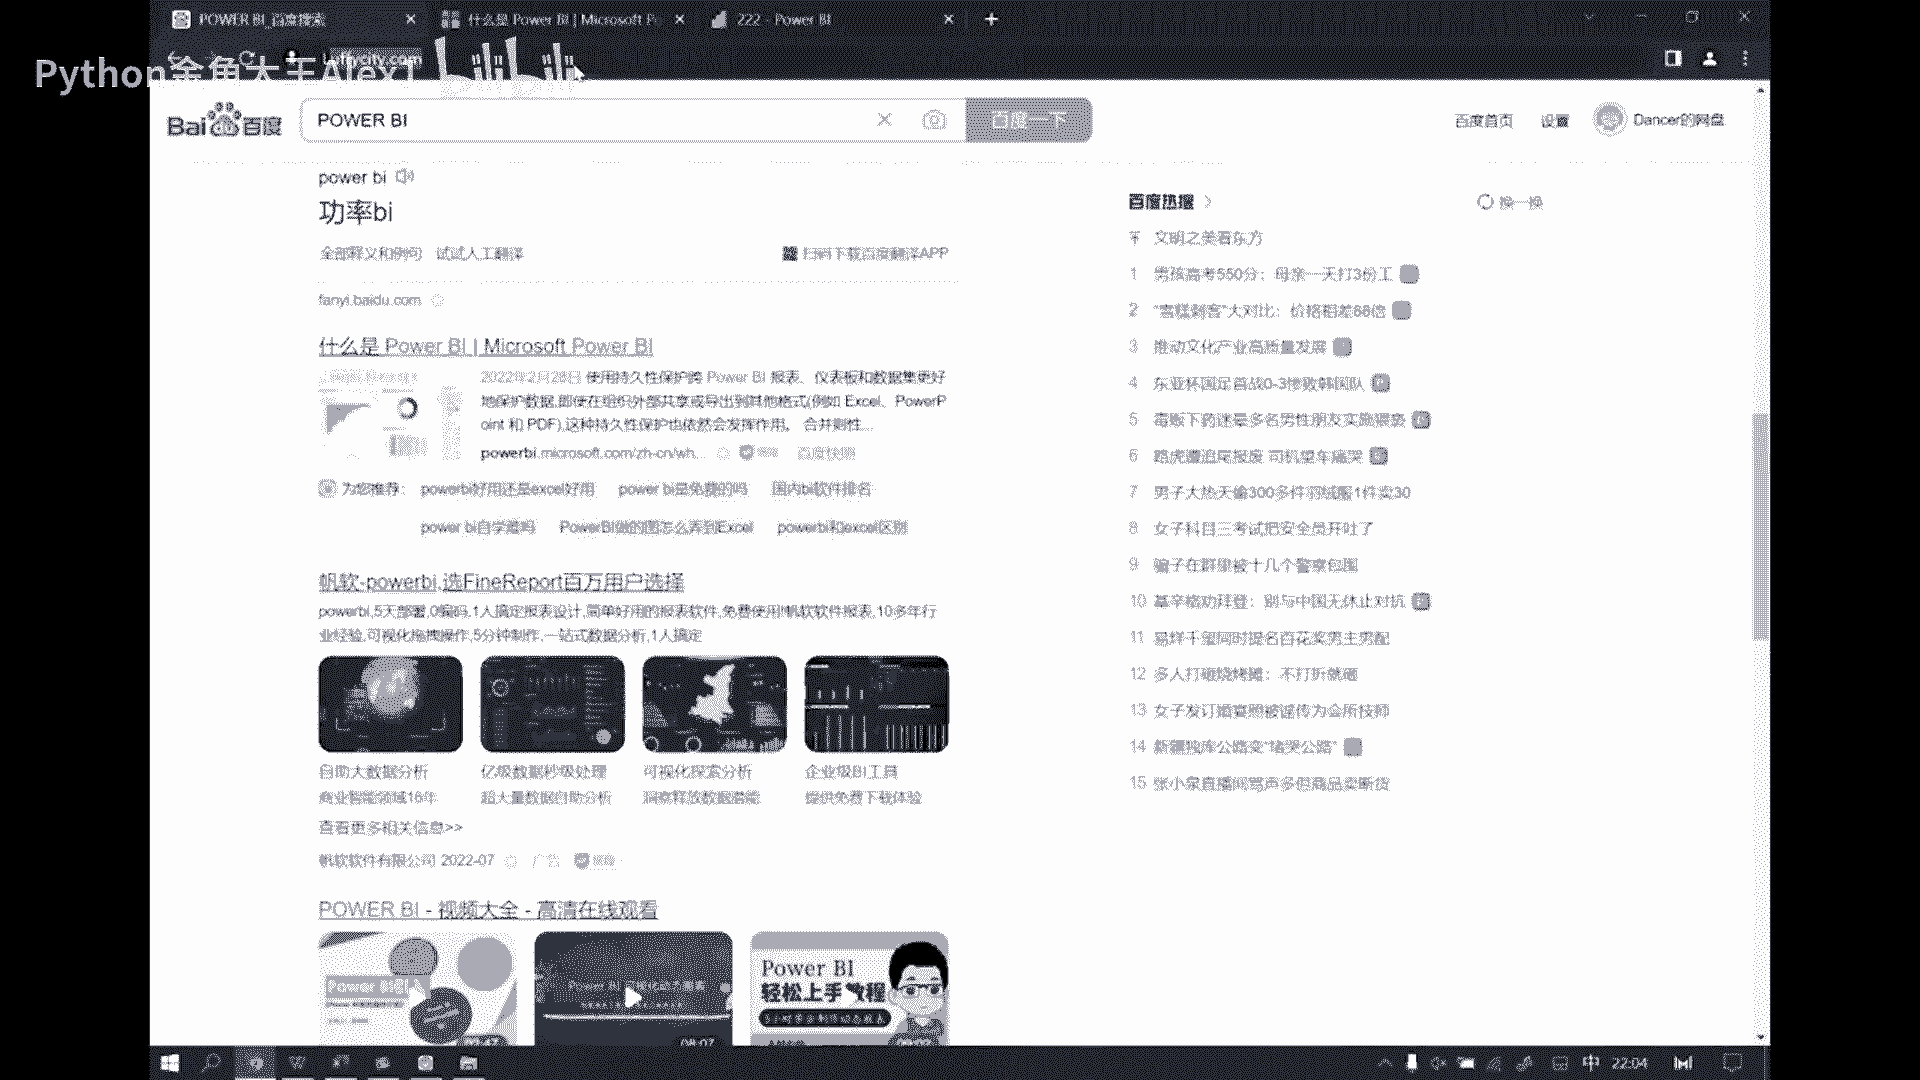 POWER BI_百度搜索
什么是 Power BI | Microsoft P
222 - Power BI
Luffycity.com
Python金角大王Alex1 bilibili
Bai百度
POWER BI
百度一下
百度首页
设置
Dancer的网盘
power bi
功率bi
全部释义和例句 试试人工翻译
扫码下载百度翻译APP
fanyi.baidu.com
什么是 Power BI | Microsoft Power BI
2022年2月28日 使用持久性保护跨 Power BI 报表、仪表板和数据集更好
地保护数据,即使在组织外部共享或导出到其他格式(例如 Excel、PowerP
oint 和 PDF),这种持久性保护也依然会发挥作用。 合并则性...
powerbi.microsoft.com/zh-cn/wh...
百度快照
为您推荐: powerbi好用还是excel好用 power bi是免费的吗 国内bi软件排名
power bi自学难吗 PowerBI做的图怎么弄到Excel powerbi和excel区别
帆软-powerbi,选FineReport百万用户选择
powerbi,5天部署,0编码,1人搞定报表设计,简单好用的报表软件,免费使用!帆软软件报表,10多年行
业经验,可视化拖拽操作,5分钟制作,一站式数据分析,1人搞定
自助大数据分析 亿级数据秒级处理 可视化探索分析 企业级BI工具
商业智能领域16年 超大量数据自助分析 洞察释放数据潜能 提供免费下载体验
查看更多相关信息>>
帆软软件有限公司 2022-07 广告
POWER BI - 视频大全 - 高清在线观看
Power BI
轻松上手 教程
08:07
百度热搜 >
换一换
文明之美看东方
1 男孩高考550分：母亲一天打3份工
2 "雪糕刺客"大对比：价格相差66倍
3 推动文化产业高质量发展
4 东亚杯国足首战0-3惨败韩国队
5 毒贩下药迷晕多名男性朋友实施猥亵
6 路虎遭追尾报废 司机望车痛哭
7 男子大热天偷300多件羽绒服1件卖30
8 女子科目三考试把安全员开吐了
9 骗子在群里被十几个警察包围
10 基辛格劝拜登：别与中国无休止对抗
11 易烊千玺同时提名百花奖男主男配
12 多人打砸烧烤摊：不打折就砸
13 女子发订婚宴照被谣传为会所技师
14 新疆独库公路变"堵哭公路"
15 张小泉直播间骂声多但商品卖断货
中 22:04